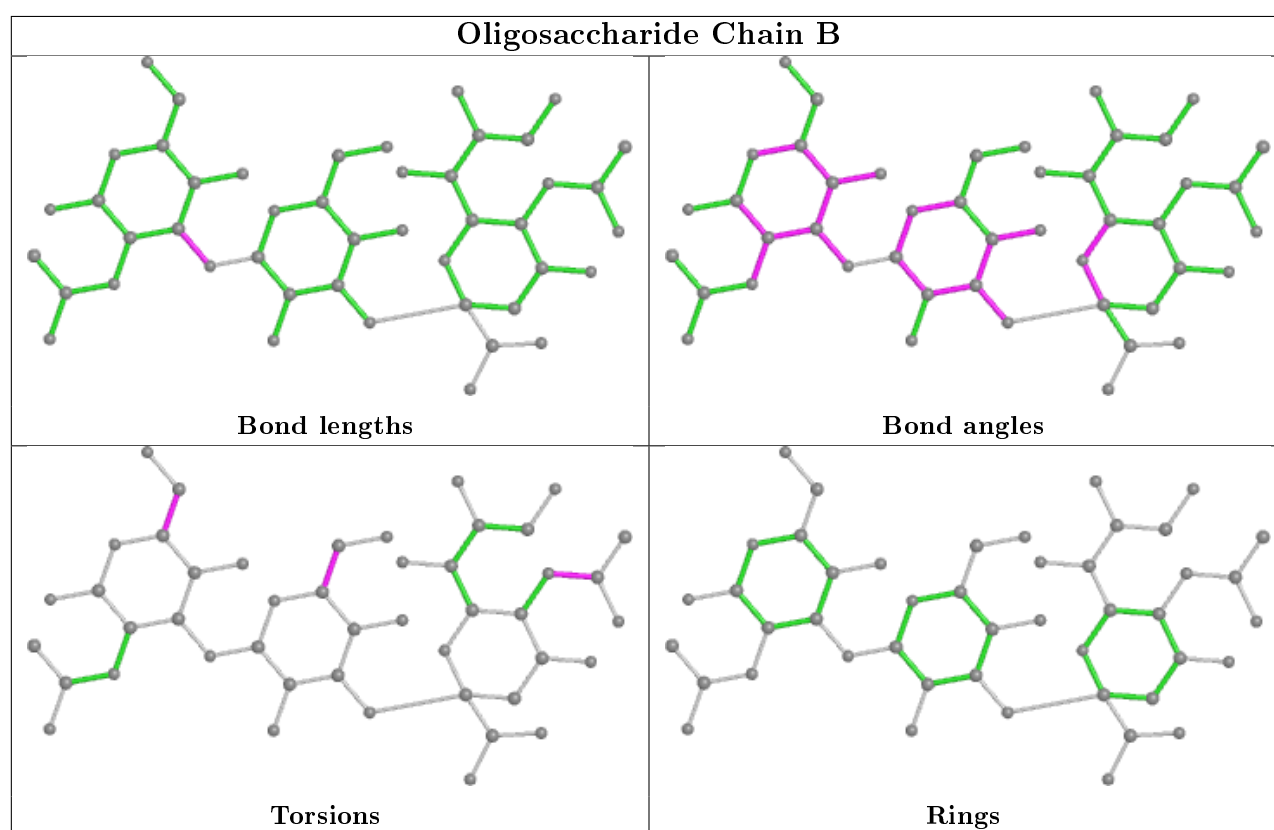 Oligosaccharide Chain B
Bond lengths
Bond angles
Torsions
Rings